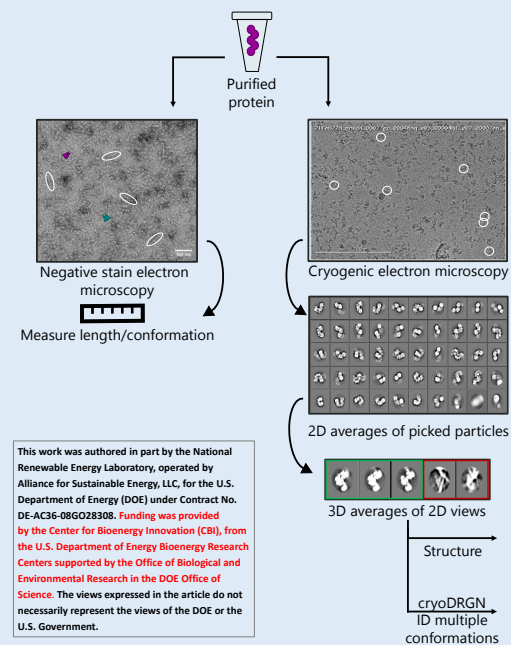 Purified
protein
Negative stain electron
microscopy
Measure length/conformation
Cryogenic electron microscopy
2D averages of picked particles
3D averages of 2D views
Structure
cryoDRGN
ID multiple
conformations
This work was authored in part by the National
Renewable Energy Laboratory, operated by
Alliance for Sustainable Energy, LLC, for the U.S.
Department of Energy (DOE) under Contract No.
DE-AC36-08GO28308. Funding was provided
by the Center for Bioenergy Innovation (CBI), from
the U.S. Department of Energy Bioenergy Research
Centers supported by the Office of Biological and
Environmental Research in the DOE Office of
Science. The views expressed in the article do not
necessarily represent the views of the DOE or the
U.S. Government.